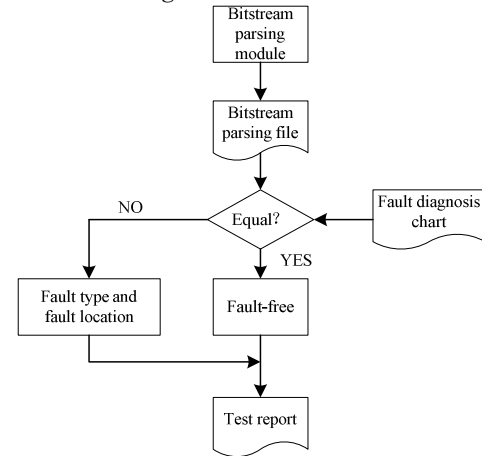 Bitstream
parsing
module
Bitstream
parsing file
NO
Equal?
Fault diagnosis
chart
YES
Fault type and
fault location
Fault-free
Test report